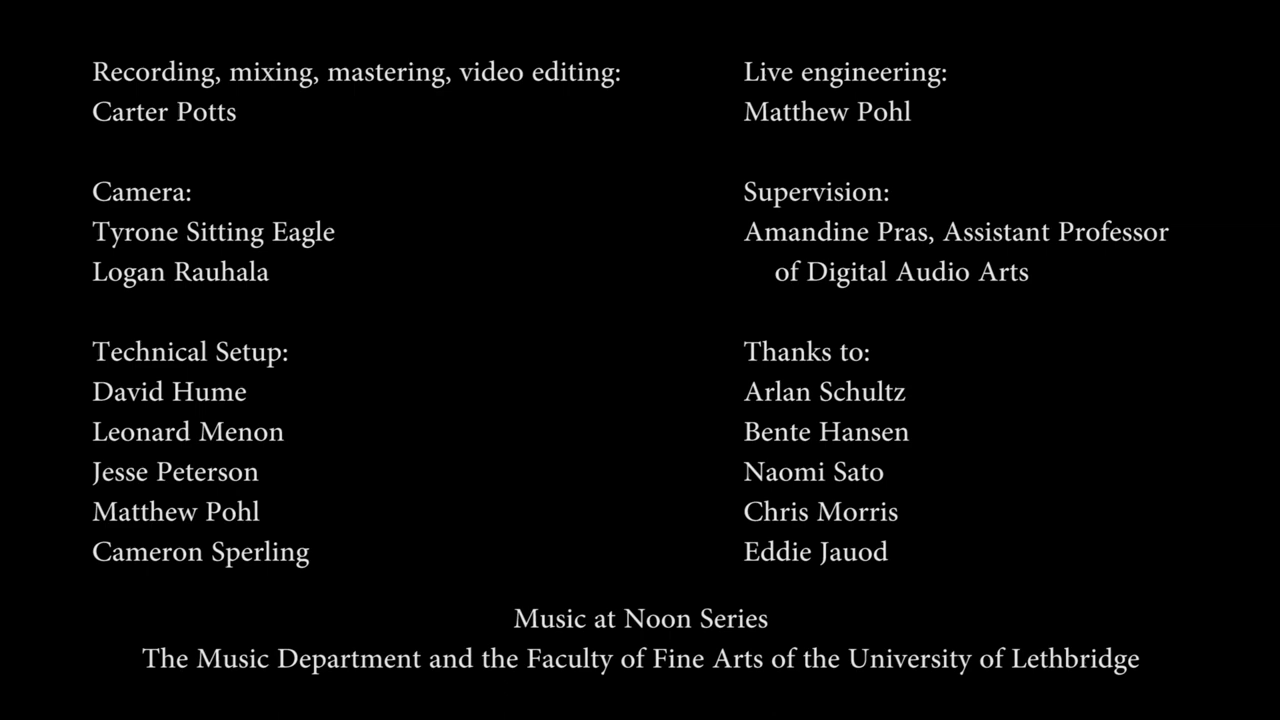 Recording, mixing, mastering, video editing:
Carter Potts
Camera:
Tyrone Sitting Eagle
Logan Rauhala
Technical Setup:
David Hume
Leonard Menon
Jesse Peterson
Matthew Pohl
Cameron Sperling
Live engineering:
Matthew Pohl
Supervision:
Amandine Pras, Assistant Professor
of Digital Audio Arts
Thanks to:
Arlan Schultz
Bente Hansen
Naomi Sato
Chris Morris
Eddie Jauod
Music at Noon Series
The Music Department and the Faculty of Fine Arts of the University of Lethbridge